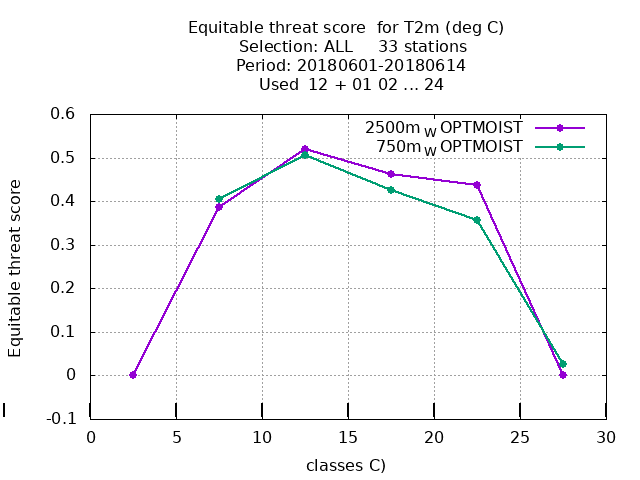 Equitable threat score for T2m (deg C)
Selection: ALL 33 stations
Period: 20180601-20180614
Used 12 + 01 02 ... 24
2500m W OPTMOIST
750m W OPTMOIST
Equitable threat score
0.6
0.5
0.4
0.3
0.2
0.1
0
-0.1
0 5 10 15 20 25 30
classes C)